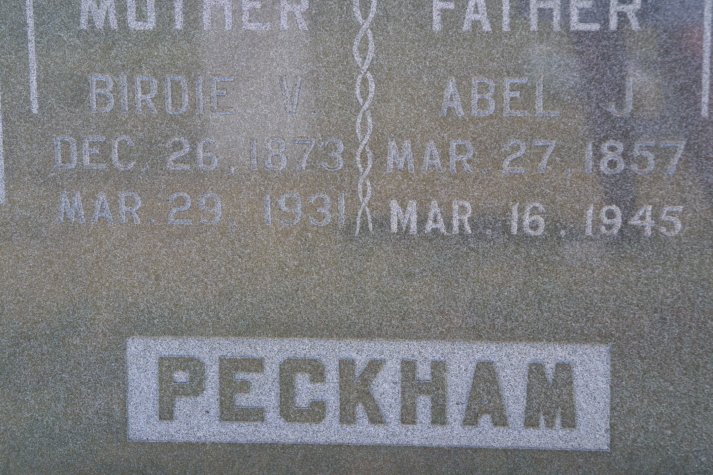 MOTHER
BIRDIE V.
DEC. 26, 1873
MAR. 29, 1931
FATHER
ABEL J.
MAR. 27, 1857
MAR. 16, 1945
PECKHAM